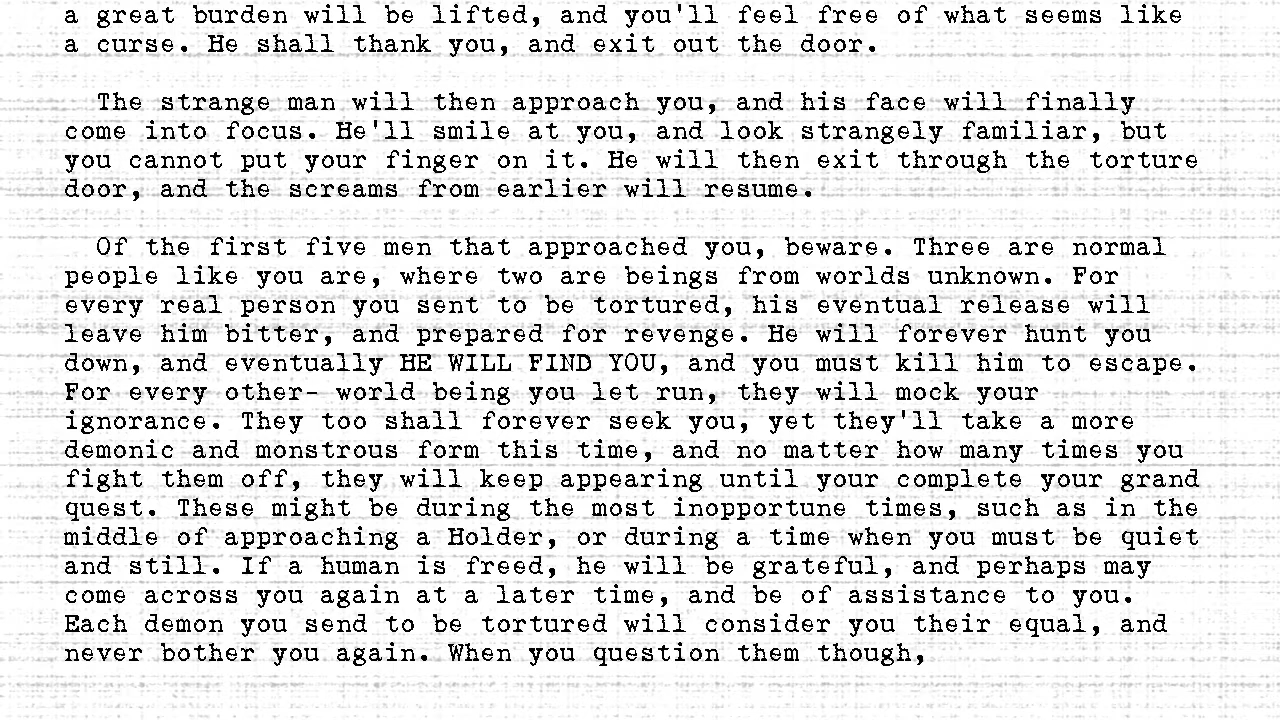 a great burden will be lifted, and you'll feel free of what seems like
a curse. He shall thank you, and exit out the door.
The strange man will then approach you, and his face will finally
come into focus. He'll smile at you, and look strangely familiar, but
you cannot put your finger on it. He will then exit through the torture
door, and the screams from earlier will resume.
Of the first five men that approached you, beware. Three are normal
people like you are, where two are beings from worlds unknown. For
every real person you sent to be tortured, his eventual release will
leave him bitter, and prepared for revenge. He will forever hunt you
down, and eventually HE WILL FIND YOU, and you must kill him to escape.
For every other- world being you let run, they will mock your
ignorance. They too shall forever seek you, yet they'll take a more
demonic and monstrous form this time, and no matter how many times you
fight them off, they will keep appearing until your complete your grand
quest. These might be during the most inopportune times, such as in the
middle of approaching a Holder, or during a time when you must be quiet
and still. If a human is freed, he will be grateful, and perhaps may
come across you again at a later time, and be of assistance to you.
Each demon you send to be tortured will consider you their equal, and
never bother you again. When you question them though,